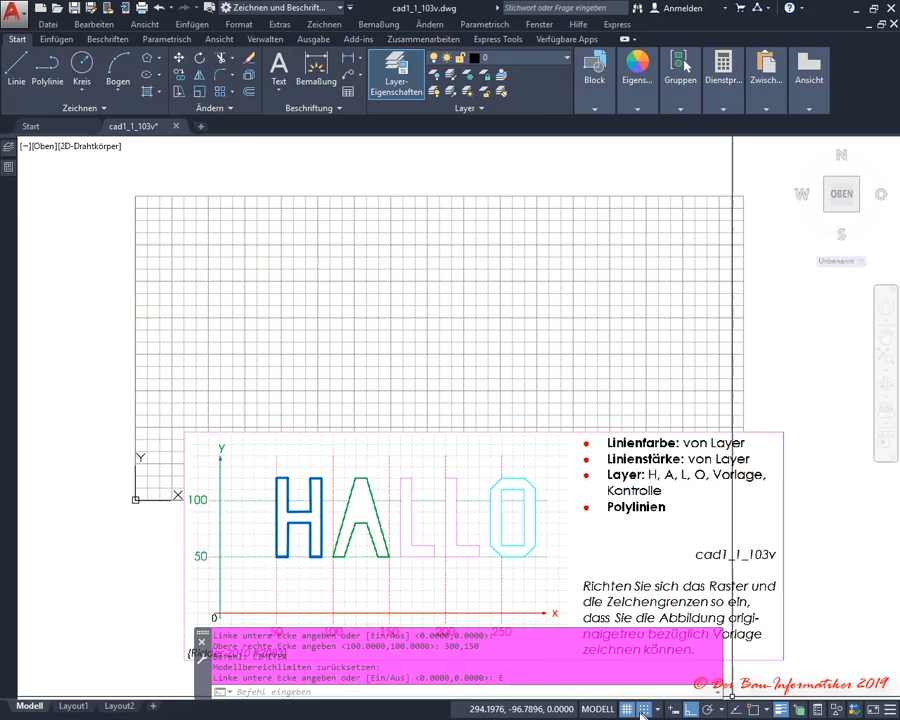 Zeichnen und Beschrift...
cad1_1_103v.dwg
Stichwort oder Frage eingeben
Anmelden
Datei Bearbeiten Ansicht Einfügen Format Extras Zeichnen Bemaßung Ändern Parametrisch Fenster Hilfe Express
Start Einfügen Beschriften Parametrisch Ansicht Verwalten Ausgabe Add-ins Zusammenarbeiten Express Tools Verfügbare Apps
Linie Polylinie Kreis Bogen Text Bemaßung Layer-Eigenschaften 0 Block Eigens... Gruppen Dienstpr... Zwisch... Ansicht
Zeichnen Ändern Beschriftung Layer
Start cad1_1_103v*
[−][Oben][2D-Drahtkörper]
N
W OBEN O
S
Unbenannt
Y
X
y
100
50
0
x
50 100 150 200 250
HALLO
Linienfarbe: von Layer
Linienstärke: von Layer
Layer: H, A, L, O, Vorlage,
Kontrolle
Polylinien
cad1_1_103v
Richten Sie sich das Raster und
die Zeichengrenzen so ein,
dass Sie die Abbildung origi-
nalgetreu bezüglich Vorlage
zeichnen können.
Linke untere Ecke angeben oder [Ein/Aus] <0.0000,0.0000>:
Obere rechte Ecke angeben <100.0000,100.0000>: 300,150
Modellbereichlimiten zurücksetzen:
Linke untere Ecke angeben oder [Ein/Aus] <0.0000,0.0000>: E
Befehl eingeben
© Der Bau-Informatiker 2019
Modell Layout1 Layout2
294.1976, -96.7896, 0.0000 MODELL